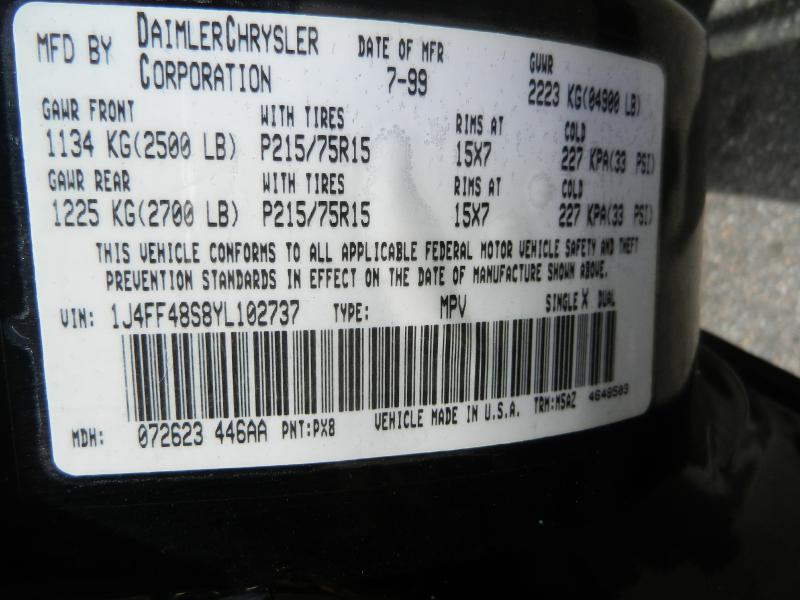 MFD BY DAIMLERCHRYSLER CORPORATION DATE OF MFR 7-99 GVWR 2223 KG(04900 LB)
GAWR FRONT WITH TIRES RIMS AT COLD
1134 KG(2500 LB) P215/75R15 15X7 227 KPA(33 PSI)
GAWR REAR WITH TIRES RIMS AT COLD
1225 KG(2700 LB) P215/75R15 15X7 227 KPA(33 PSI)
THIS VEHICLE CONFORMS TO ALL APPLICABLE FEDERAL MOTOR VEHICLE SAFETY AND THEFT
PREVENTION STANDARDS IN EFFECT ON THE DATE OF MANUFACTURE SHOWN ABOVE.
VIN: 1J4FF48S8YL102737 TYPE: MPV SINGLE X DUAL
MDH: 072623 446AA PNT:PX8 VEHICLE MADE IN U.S.A. TRM:M5AZ 4648503